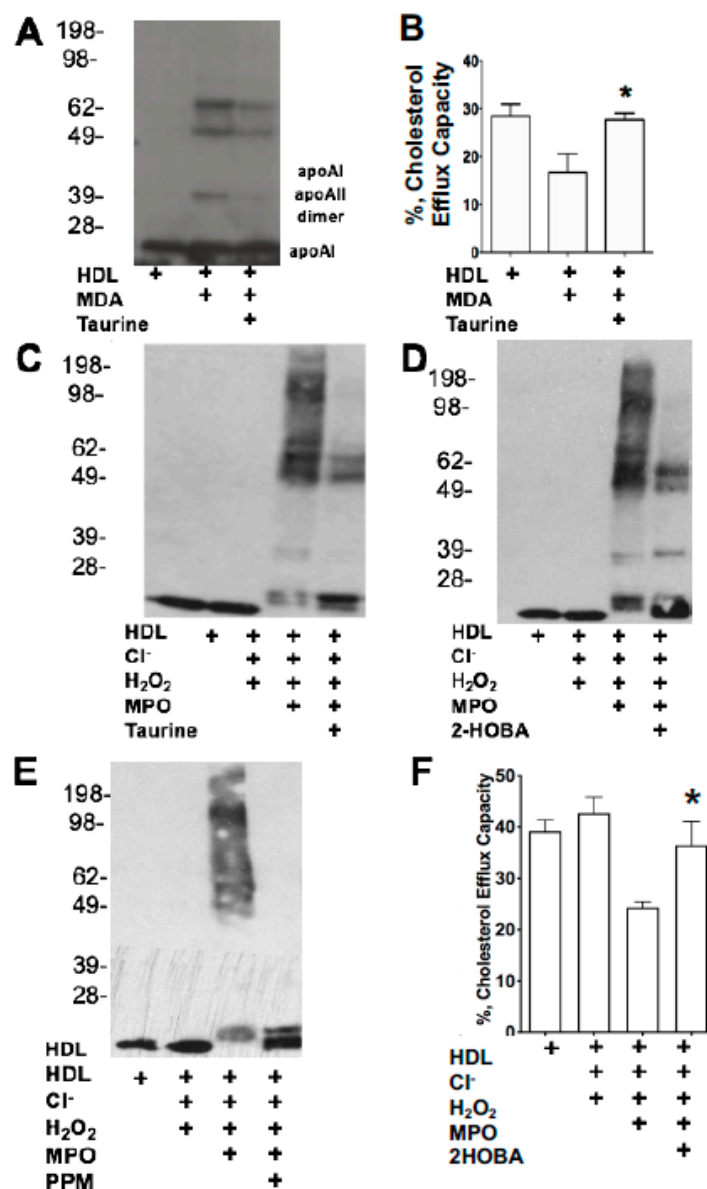 A
198-
98-
62-
49-
39-
28-
apoAI
apoAII
dimer
apoAI
HDL + + +
MDA + +
Taurine +
B
%, Cholesterol
Efflux Capacity
40
30
20
10
0
*
HDL + + +
MDA + +
Taurine +
C
198-
98-
62-
49-
39-
28-
HDL + + + +
Cl- + + +
H2O2 + + +
MPO + +
Taurine +
D
198-
98-
62-
49-
39-
28-
HDL + + + +
Cl- + + +
H2O2 + + +
MPO + +
2-HOBA +
E
198-
98-
62-
49-
39-
28-
HDL
HDL + + + +
Cl- + + +
H2O2 + + +
MPO + +
PPM +
F
%, Cholesterol Efflux Capacity
50
40
30
20
10
0
*
HDL + + + +
Cl- + + +
H2O2 + + +
MPO + +
2HOBA +